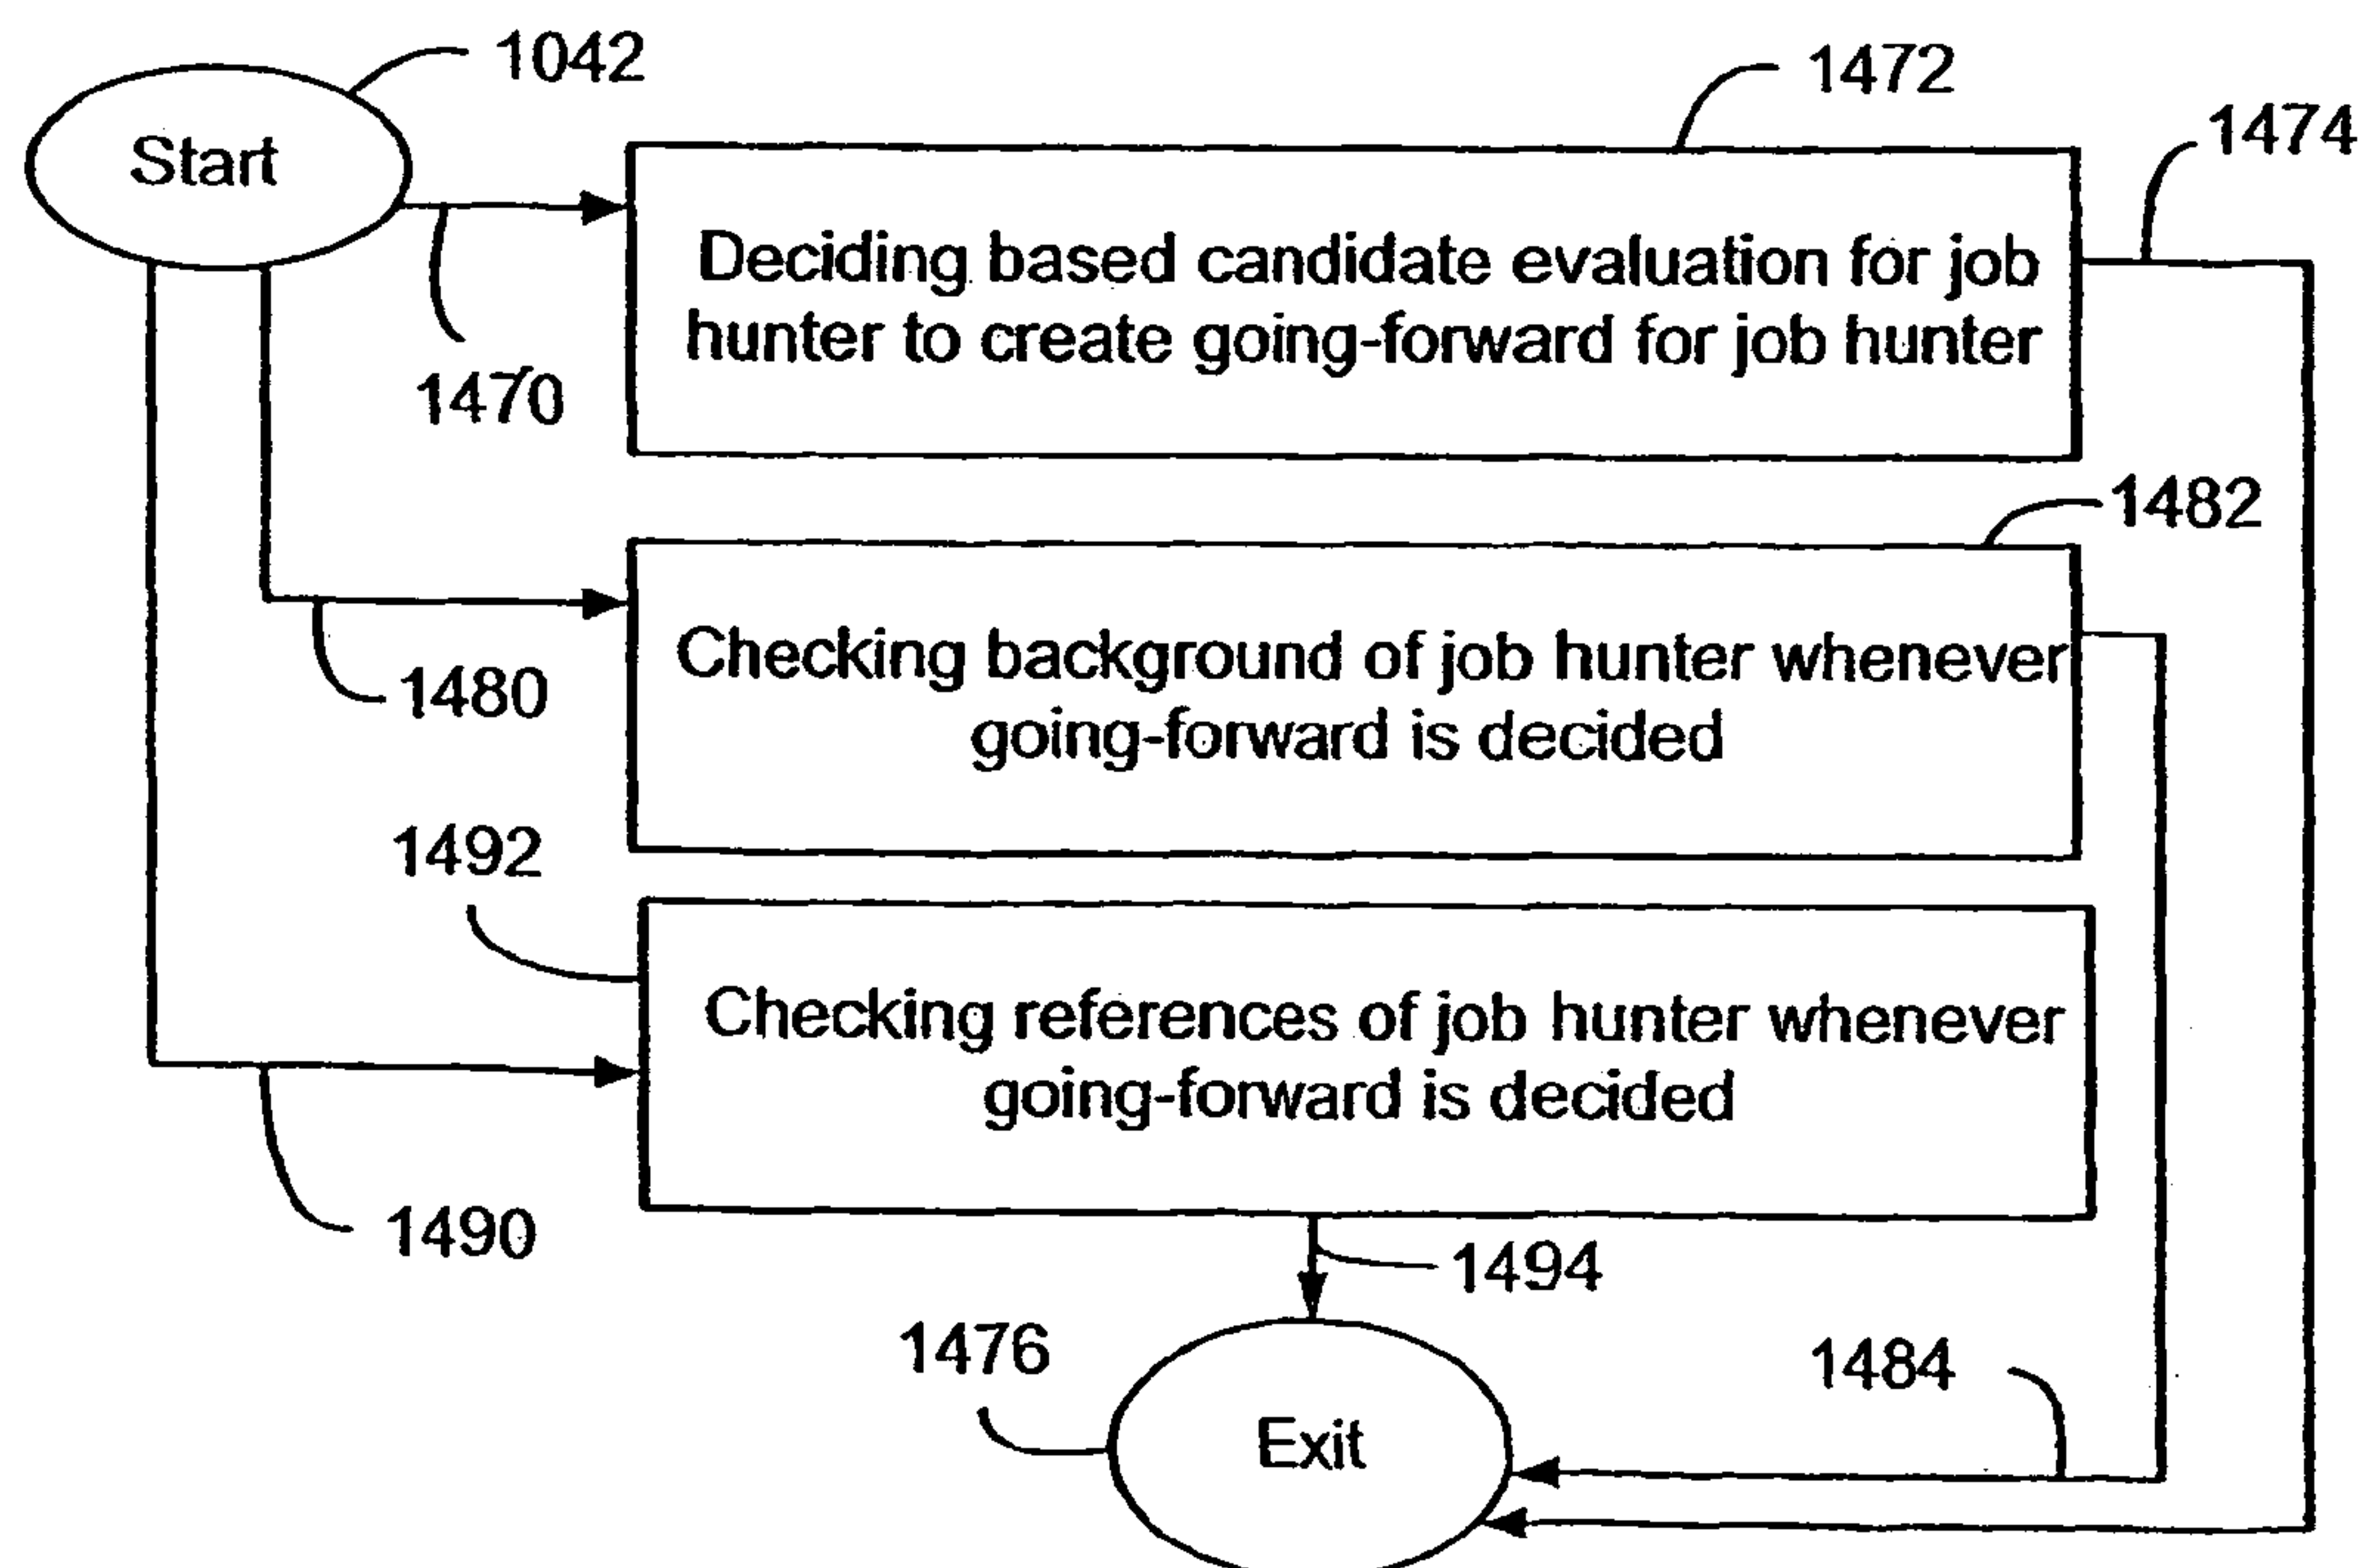 1042
Start
1472
1474
1470
Deciding based candidate evaluation for job
hunter to create going-forward for job hunter
1482
1480
Checking background of job hunter whenever
going-forward is decided
1492
Checking references of job hunter whenever
going-forward is decided
1490
1494
1476
1484
Exit